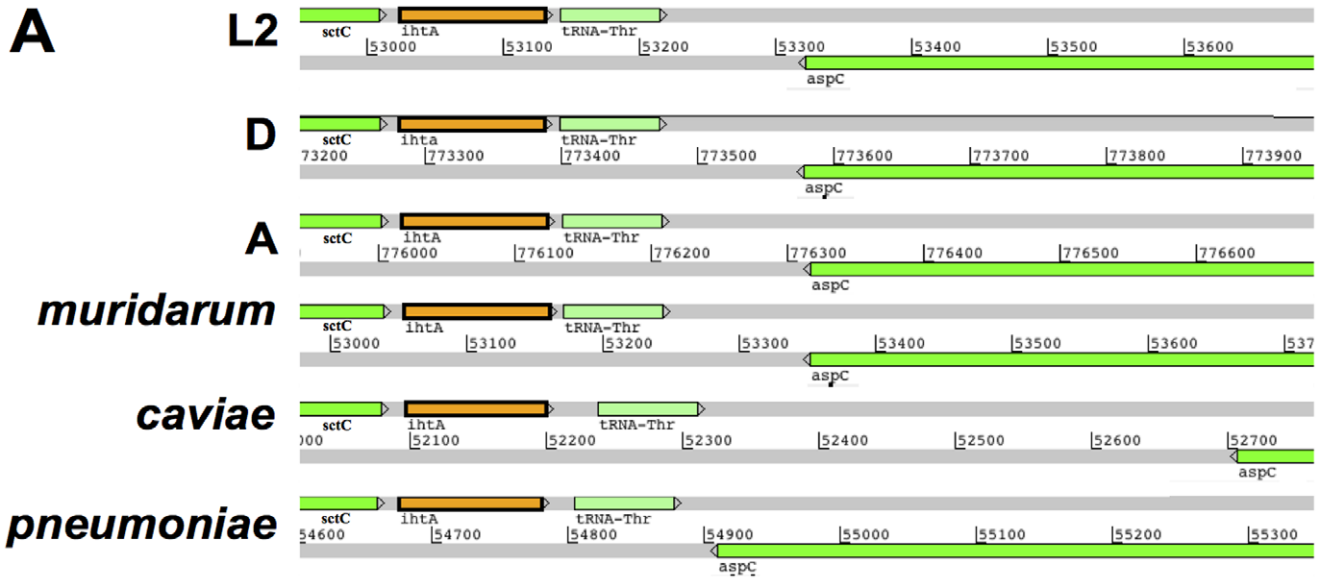 A
L2
sctC ihtA tRNA-Thr
53000 53100 53200 53300 53400 53500 53600
aspC
D
sctC ihta tRNA-Thr
73200 773300 773400 773500 773600 773700 773800 773900
aspC
A
sctC ihtA tRNA-Thr
776000 776100 776200 776300 776400 776500 776600
aspC
muridarum
sctC ihtA tRNA-Thr
53000 53100 53200 53300 53400 53500 53600 537
aspC
caviae
sctC ihtA tRNA-Thr
000 52100 52200 52300 52400 52500 52600 52700
aspC
pneumoniae
sctC ihtA tRNA-Thr
54600 54700 54800 54900 55000 55100 55200 55300
aspC